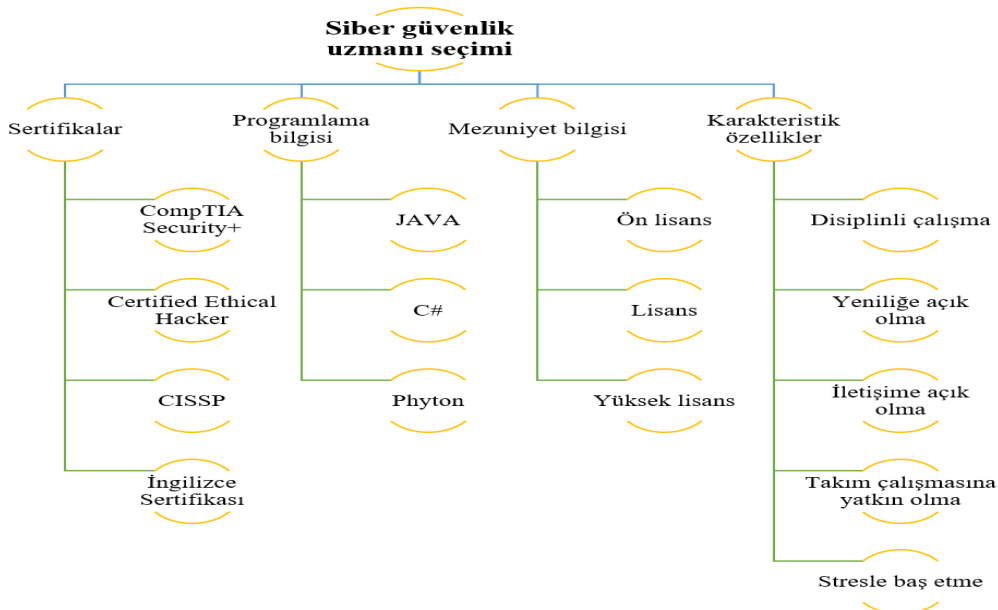 Siber güvenlik
uzmanı seçimi
Sertifikalar
Programlama
bilgisi
Mezuniyet bilgisi
Karakteristik
özellikler
CompTIA
Security+
Certified Ethical
Hacker
CISSP
İngilizce
Sertifikası
JAVA
C#
Phyton
Ön lisans
Lisans
Yüksek lisans
Disiplinli çalışma
Yeniliğe açık
olma
İletişime açık
olma
Takım çalışmasına
yatkın olma
Stresle baş etme